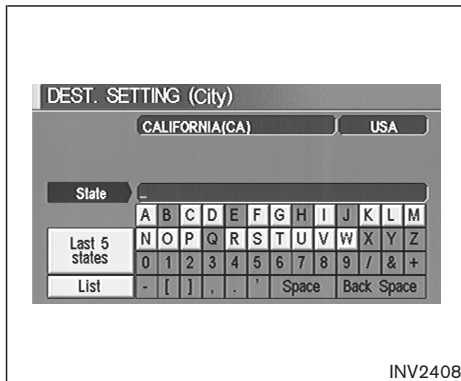 DEST. SETTING (City)
CALIFORNIA(CA) USA
State _
A B C D E F G H I J K L M
Last 5 states N O P Q R S T U V W X Y Z
0 1 2 3 4 5 6 7 8 9 / & +
List - [ ] , . ' Space Back Space
INV2408